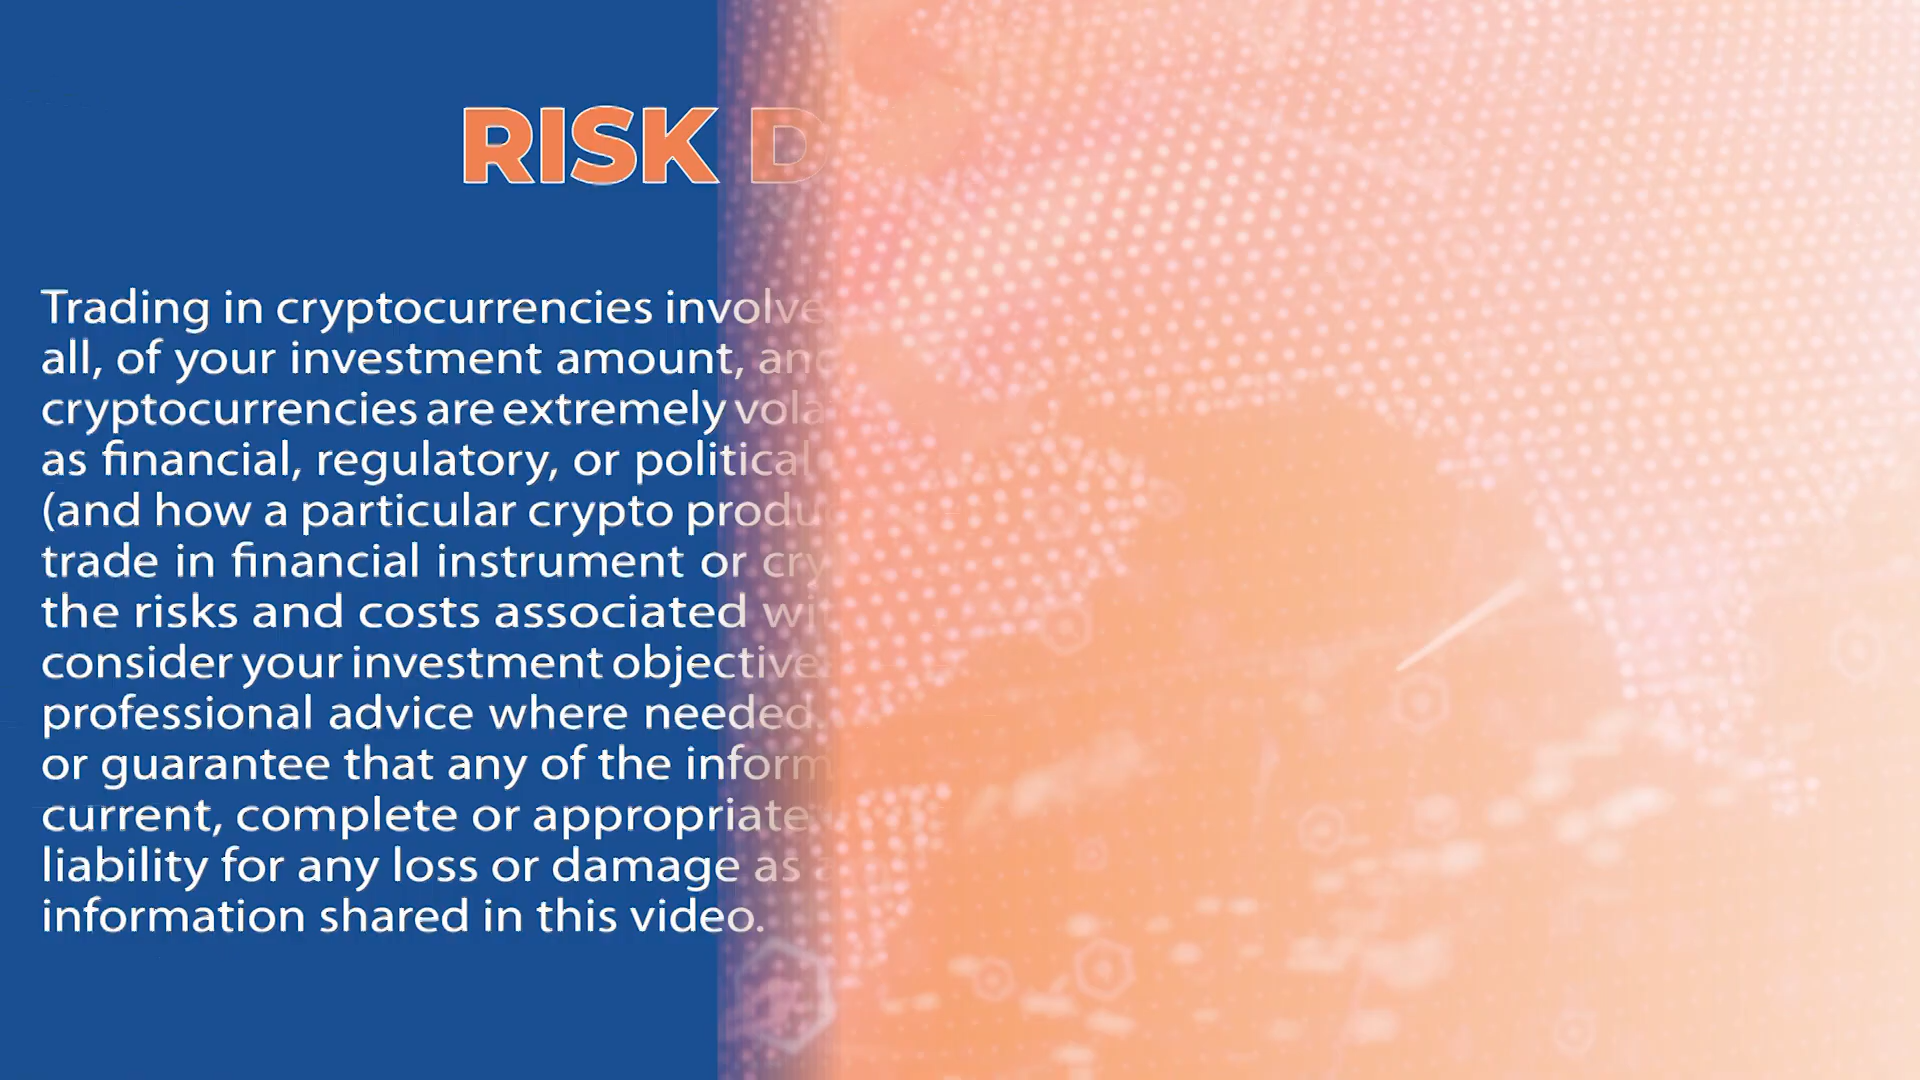 RISK D
Trading in cryptocurrencies involve
all, of your investment amount, and
cryptocurrencies are extremely vola
as financial, regulatory, or political
(and how a particular crypto produ
trade in financial instrument or cry
the risks and costs associated wit
consider your investment objective
professional advice where needed.
or guarantee that any of the inform
current, complete or appropriate
liability for any loss or damage as a
information shared in this video.